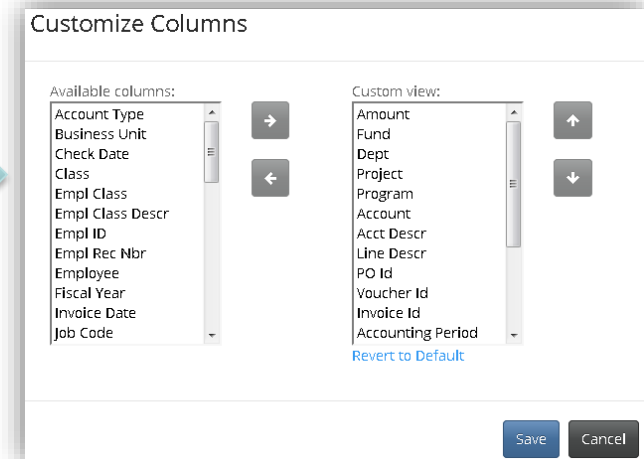 Customize Columns
Available columns:
Account Type
Business Unit
Check Date
Class
Empl Class
Empl Class Descr
Empl ID
Empl Rec Nbr
Employee
Fiscal Year
Invoice Date
Job Code
Custom view:
Amount
Fund
Dept
Project
Program
Account
Acct Descr
Line Descr
PO Id
Voucher Id
Invoice Id
Accounting Period
Revert to Default
Save
Cancel